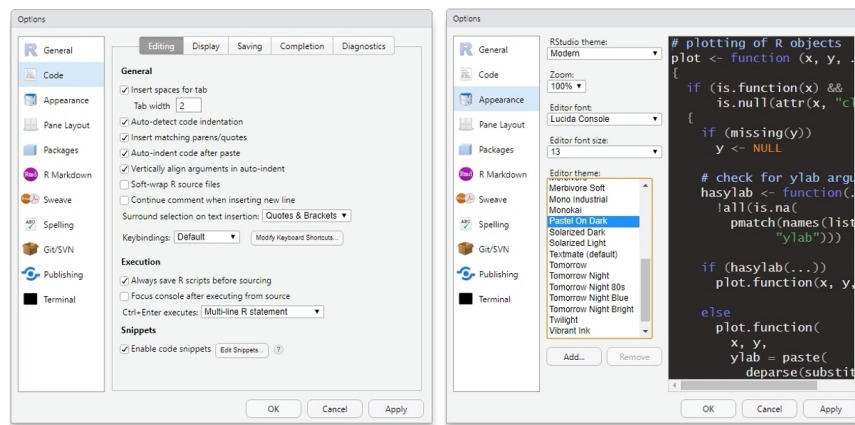 Options
General
Code
Appearance
Pane Layout
Packages
R Markdown
Sweave
Spelling
Git/SVN
Publishing
Terminal
Editing Display Saving Completion Diagnostics
General
Insert spaces for tab
Tab width 2
Auto-detect code indentation
Insert matching parens/quotes
Auto-indent code after paste
Vertically align arguments in auto-indent
Soft-wrap R source files
Continue comment when inserting new line
Surround selection on text insertion: Quotes & Brackets
Keybindings: Default Modify Keyboard Shortcuts...
Execution
Always save R scripts before sourcing
Focus console after executing from source
Ctrl+Enter executes: Multi-line R statement
Snippets
Enable code snippets Edit Snippets... ?
OK Cancel Apply
Options
General
Code
Appearance
Pane Layout
Packages
R Markdown
Sweave
Spelling
Git/SVN
Publishing
Terminal
RStudio theme:
Modern
Zoom:
100%
Editor font:
Lucida Console
Editor font size:
13
Editor theme:
Merbivore Soft
Mono Industrial
Monokai
Pastel On Dark
Solarized Dark
Solarized Light
Textmate (default)
Tomorrow
Tomorrow Night
Tomorrow Night 80s
Tomorrow Night Blue
Tomorrow Night Bright
Twilight
Vibrant Ink
Add... Remove
# plotting of R objects
plot <- function (x, y, .
{
if (is.function(x) &&
is.null(attr(x, "cl
{
if (missing(y))
y <- NULL
# check for ylab argu
hasylab <- function(.
!all(is.na(
pmatch(names(list
"ylab")))
if (hasylab(...))
plot.function(x, y,
else
plot.function(
x, y,
ylab = paste(
deparse(substit
OK Cancel Apply